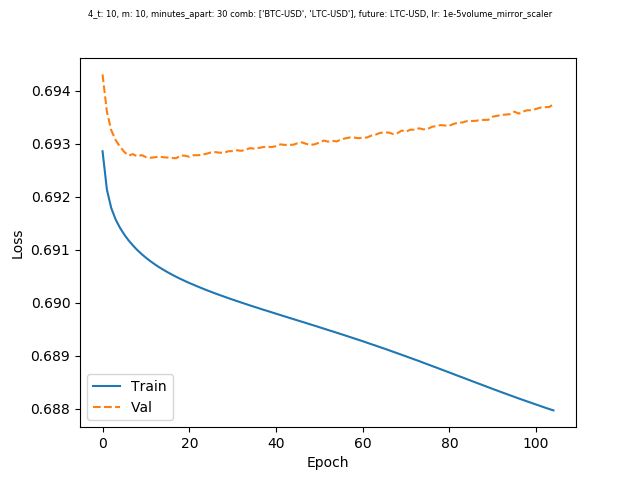 4_t: 10, m: 10, minutes_apart: 30 comb: ['BTC-USD', 'LTC-USD'], future: LTC-USD, lr: 1e-5volume_mirror_scaler
0.694
0.693
0.692
0.691
0.690
0.689
0.688
Loss
Train
Val
0 20 40 60 80 100
Epoch